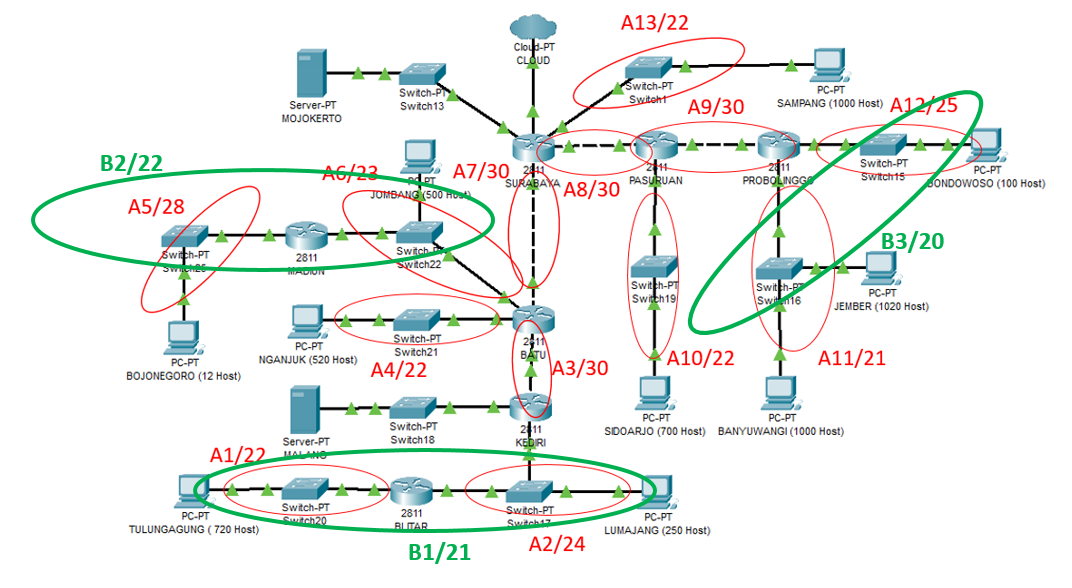 A13/22
Cloud-PT
CLOUD
Server-PT
MOJOKERTO
Switch-PT
Switch13
Switch-PT
Switch1
PC-PT
SAMPANG (1000 Host)
A9/30
A12/25
B2/22
A6/23
PC-PT
JOMBANG (500 Host)
A7/30
2811
SURABAYA
A8/30
2811
PASURUAN
2811
PROBOLINGGO
Switch-PT
Switch15
PC-PT
BONDOWOSO (100 Host)
A5/28
Switch-PT
Switch25
2811
MADIUN
Switch-PT
Switch22
B3/20
Switch-PT
Switch19
Switch-PT
Switch16
PC-PT
JEMBER (1020 Host)
PC-PT
BOJONEGORO (12 Host)
PC-PT
NGANJUK (520 Host)
Switch-PT
Switch21
2811
BATU
A4/22
A3/30
A10/22
A11/21
Server-PT
MALANG
Switch-PT
Switch18
2811
KEDIRI
PC-PT
SIDOARJO (700 Host)
PC-PT
BANYUWANGI (1000 Host)
A1/22
PC-PT
TULUNGAGUNG ( 720 Host)
Switch-PT
Switch20
2811
BLITAR
Switch-PT
Switch17
PC-PT
LUMAJANG (250 Host)
B1/21
A2/24